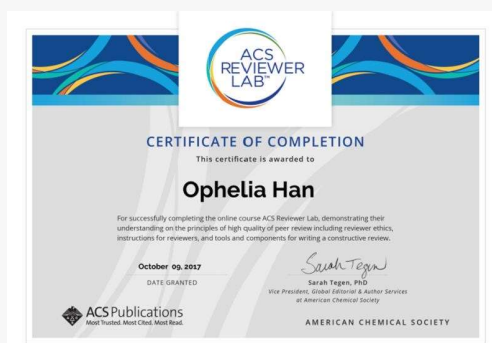 ACS
REVIEWER
LAB™
CERTIFICATE OF COMPLETION
This certificate is awarded to
Ophelia Han
For successfully completing the online course ACS Reviewer Lab, demonstrating their
understanding on the principles of high quality of peer review including reviewer ethics,
instructions for reviewers, and tools and components for writing a constructive review.
October 09, 2017
DATE GRANTED
Sarah Tegen
Sarah Tegen, PhD
Vice President, Global Editorial & Author Services
at American Chemical Society
ACS Publications
Most Trusted. Most Cited. Most Read.
AMERICAN CHEMICAL SOCIETY